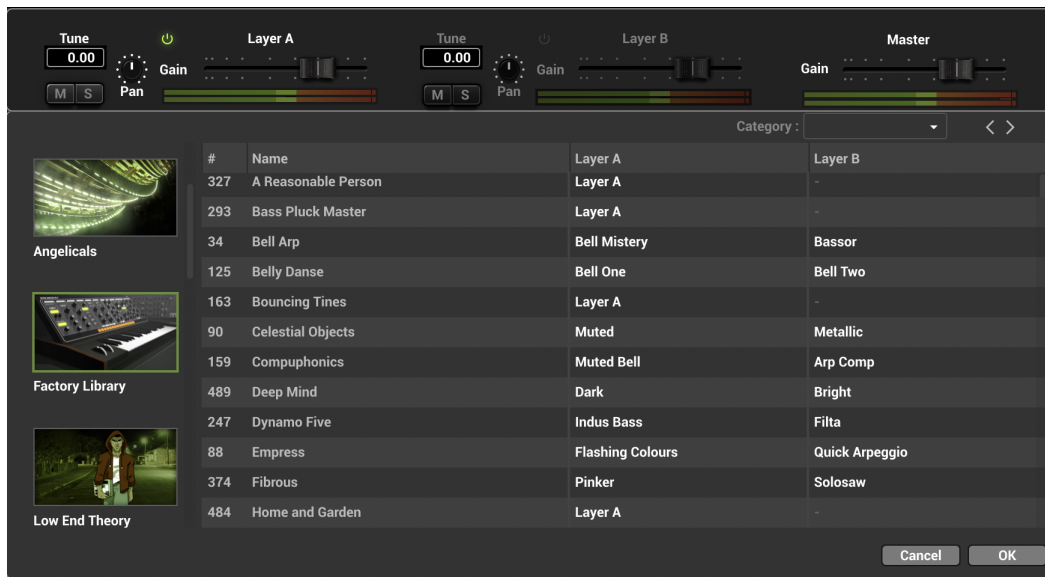 Tune Layer A Tune Layer B Master
0.00 0.00
Gain Gain Gain
M S Pan M S Pan
Category :
# Name Layer A Layer B
327 A Reasonable Person Layer A -
293 Bass Pluck Master Layer A -
34 Bell Arp Bell Mistery Bassor
Angelicals
125 Belly Danse Bell One Bell Two
163 Bouncing Tines Layer A -
90 Celestial Objects Muted Metallic
159 Compuphonics Muted Bell Arp Comp
Factory Library
489 Deep Mind Dark Bright
247 Dynamo Five Indus Bass Filta
88 Empress Flashing Colours Quick Arpeggio
374 Fibrous Pinker Solosaw
484 Home and Garden Layer A -
Low End Theory
Cancel OK